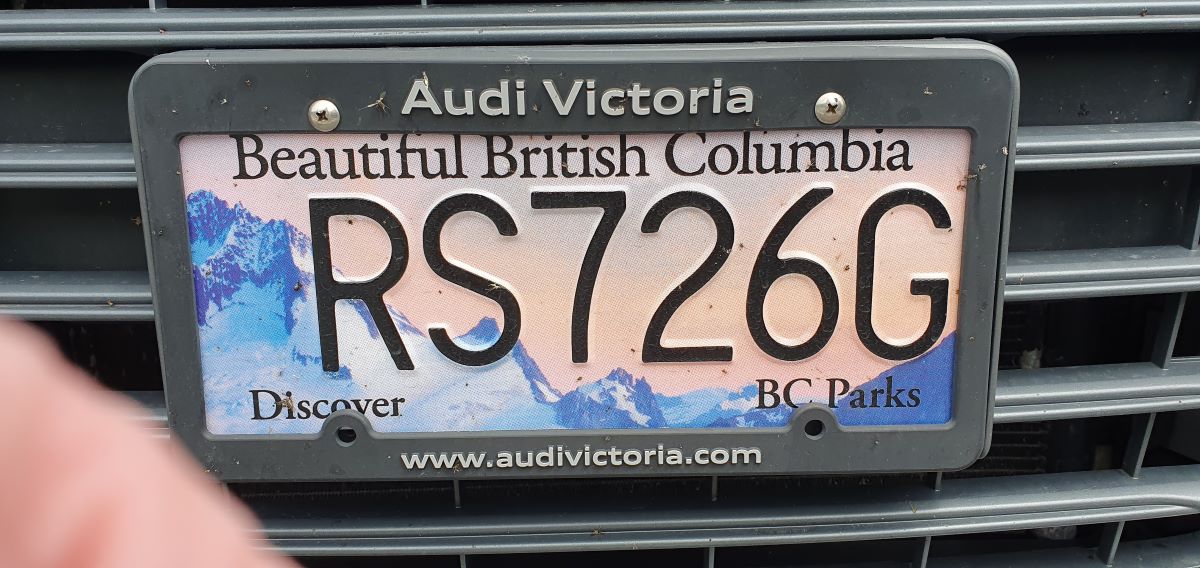 Audi Victoria
Beautiful British Columbia
RS726G
Discover BC Parks
www.audivictoria.com